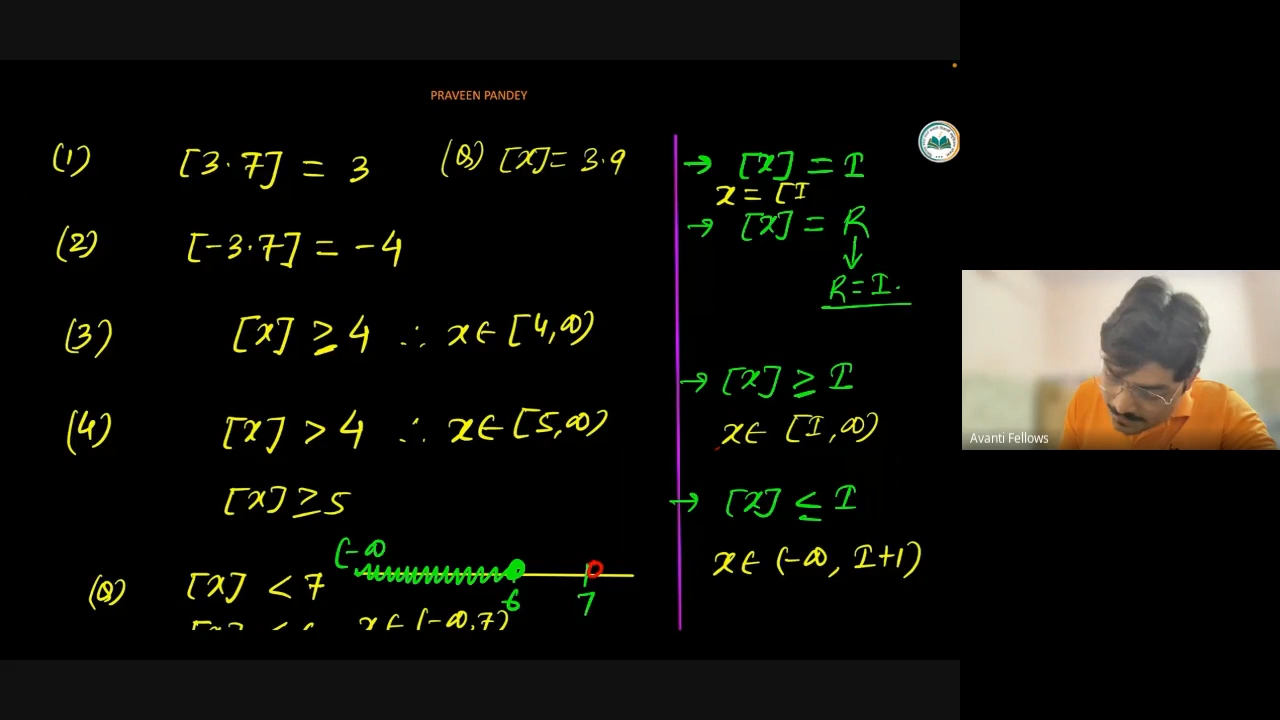 PRAVEEN PANDEY
(1) [3.7] = 3
(Q) [x] = 3.9
(2) [-3.7] = -4
(3) [x] ≥ 4 ∴ x∈ [4,∞)
(4) [x] > 4 ∴ x∈ [5,∞)
[x] ≥ 5
(-∞
(Q) [x] < 7
6 7
x∈ (-∞,7)
→ [x] = I
x = [I
→ [x] = R
↓
R = I.
→ [x] ≥ I
x∈ [I,∞)
→ [x] ≤ I
x∈ (-∞, I+1)
Avanti Fellows